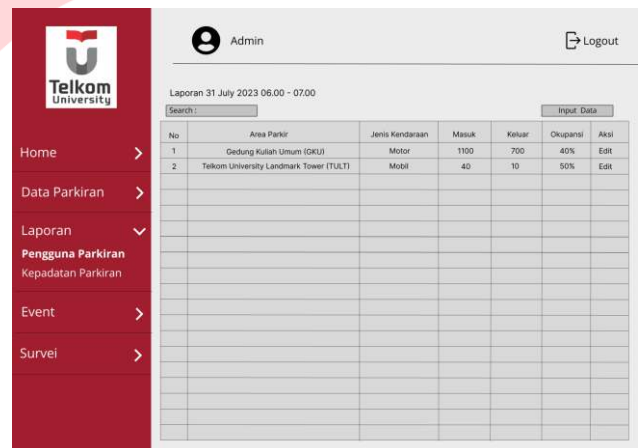 Telkom
University
Home
Data Parkiran
Laporan
Pengguna Parkiran
Kepadatan Parkiran
Event
Survei
Admin
Logout
Laporan 31 July 2023 06.00 - 07.00
Search :
Input Data
No Area Parkir Jenis Kendaraan Masuk Keluar Okupansi Aksi
1 Gedung Kuliah Umum (GKU) Motor 1100 700 40% Edit
2 Telkom University Landmark Tower (TULT) Mobil 40 10 50% Edit